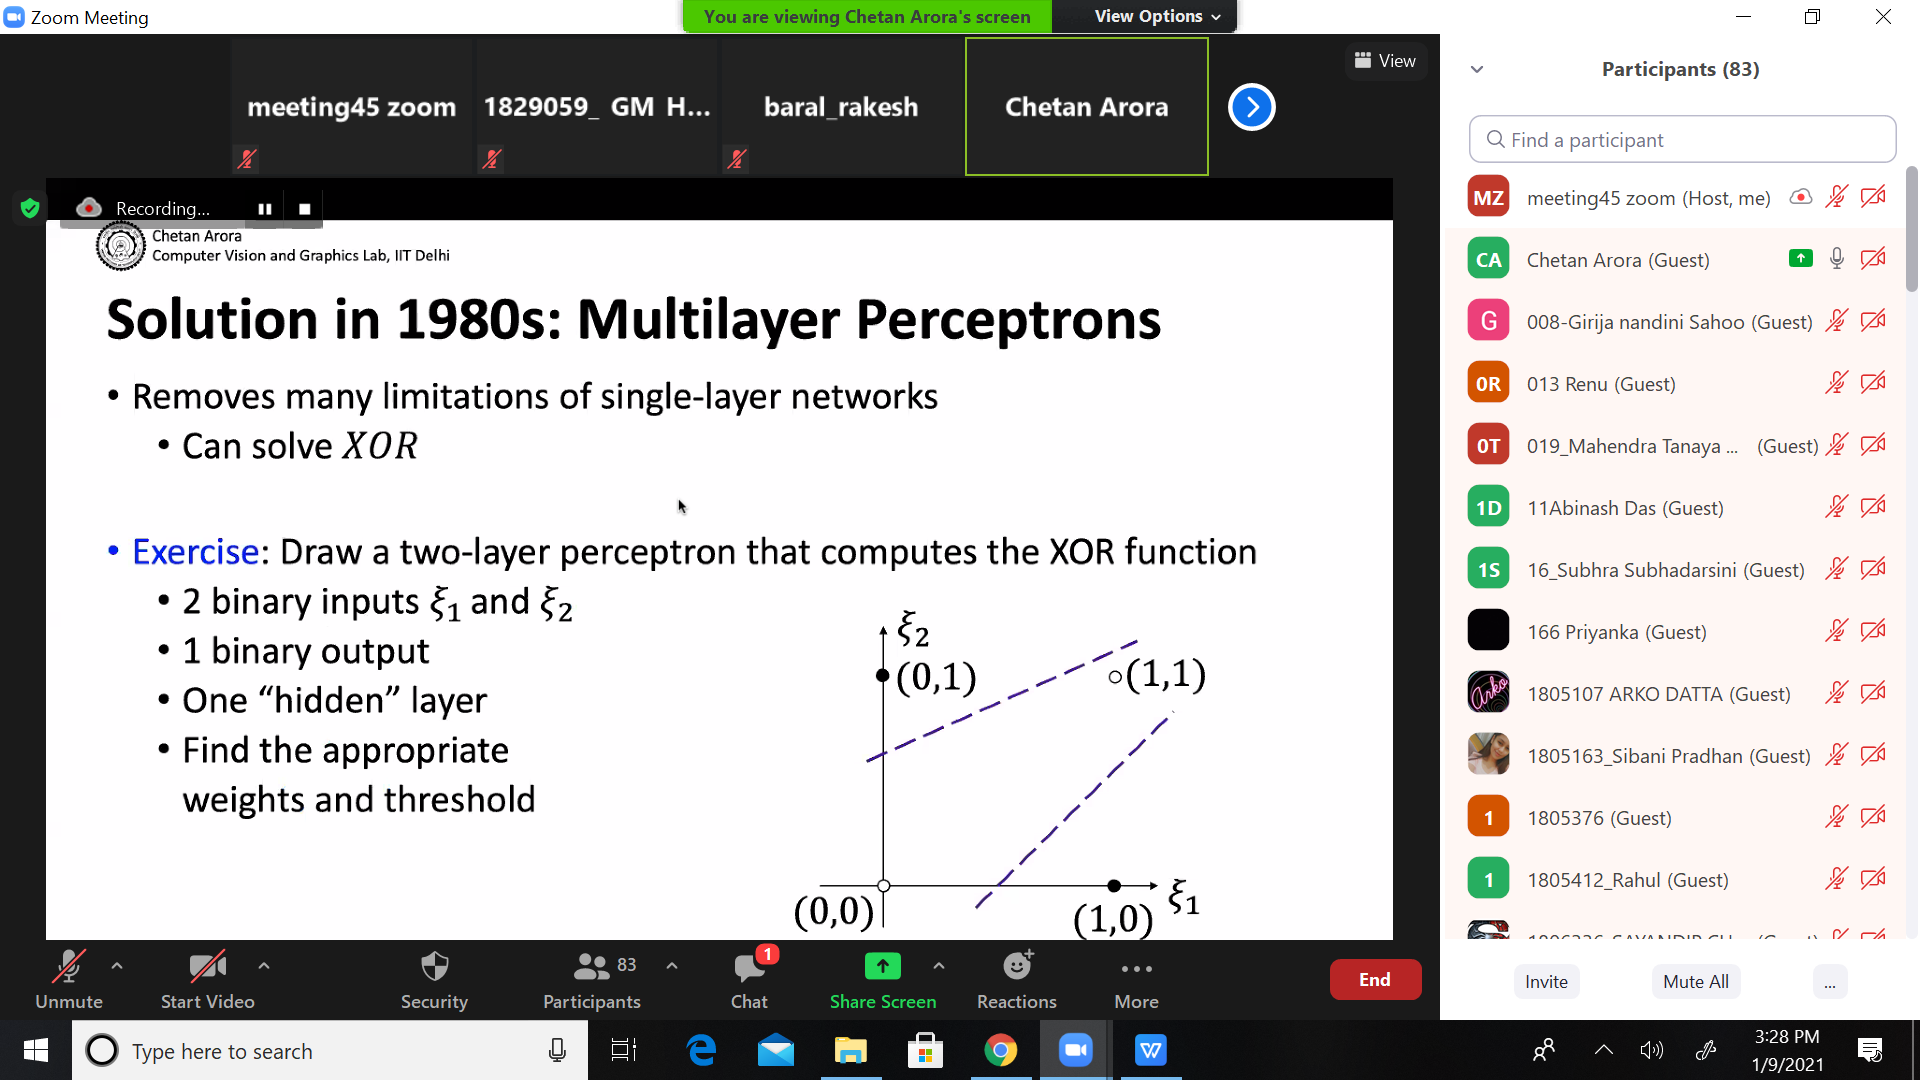 Zoom Meeting
You are viewing Chetan Arora's screen
View Options
meeting45 zoom
1829059_ GM H...
baral_rakesh
Chetan Arora
View
Recording...
Chetan Arora
Computer Vision and Graphics Lab, IIT Delhi
Solution in 1980s: Multilayer Perceptrons
• Removes many limitations of single-layer networks
• Can solve XOR
• Exercise: Draw a two-layer perceptron that computes the XOR function
• 2 binary inputs ξ1 and ξ2
• 1 binary output
• One “hidden” layer
• Find the appropriate
weights and threshold
ξ2
(0,1)
(1,1)
(0,0)
(1,0)
ξ1
Participants (83)
Find a participant
MZ meeting45 zoom (Host, me)
CA Chetan Arora (Guest)
G 008-Girija nandini Sahoo (Guest)
0R 013 Renu (Guest)
0T 019_Mahendra Tanaya ... (Guest)
1D 11Abinash Das (Guest)
1S 16_Subhra Subhadarsini (Guest)
166 Priyanka (Guest)
Arko 1805107 ARKO DATTA (Guest)
1805163_Sibani Pradhan (Guest)
1 1805376 (Guest)
1 1805412_Rahul (Guest)
Invite
Mute All
...
Unmute
Start Video
Security
83
Participants
1
Chat
Share Screen
Reactions
More
End
Type here to search
3:28 PM
1/9/2021